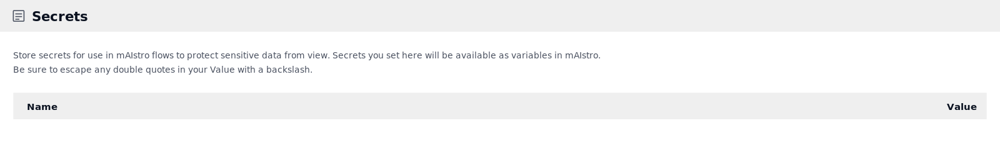 Secrets
Store secrets for use in mAIstro flows to protect sensitive data from view. Secrets you set here will be available as variables in mAIstro.
Be sure to escape any double quotes in your Value with a backslash.
Name Value